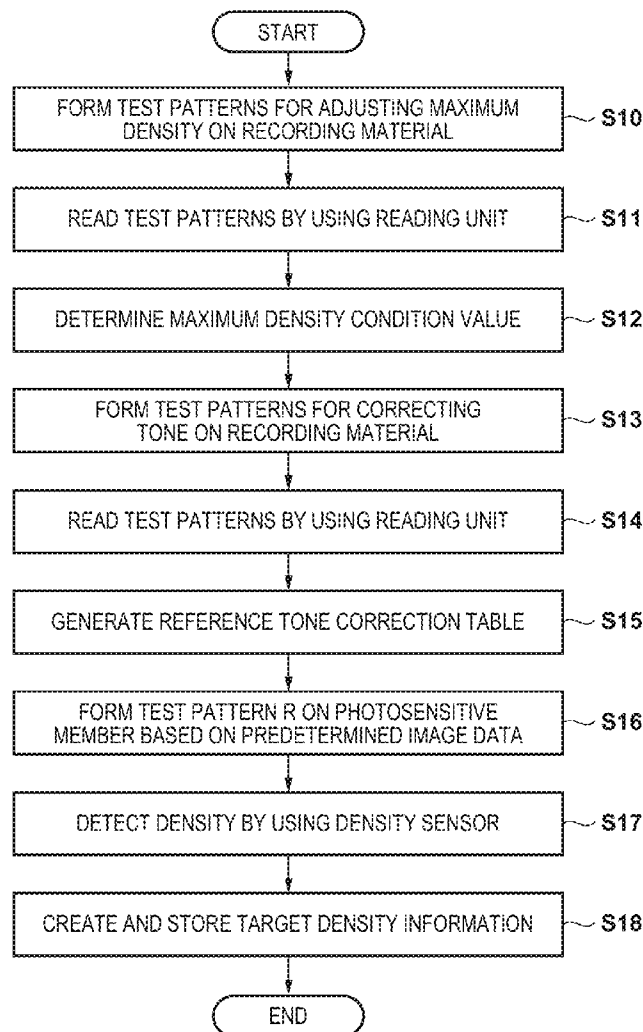 START
FORM TEST PATTERNS FOR ADJUSTING MAXIMUM
DENSITY ON RECORDING MATERIAL
S10
READ TEST PATTERNS BY USING READING UNIT
S11
DETERMINE MAXIMUM DENSITY CONDITION VALUE
S12
FORM TEST PATTERNS FOR CORRECTING
TONE ON RECORDING MATERIAL
S13
READ TEST PATTERNS BY USING READING UNIT
S14
GENERATE REFERENCE TONE CORRECTION TABLE
S15
FORM TEST PATTERN R ON PHOTOSENSITIVE
MEMBER BASED ON PREDETERMINED IMAGE DATA
S16
DETECT DENSITY BY USING DENSITY SENSOR
S17
CREATE AND STORE TARGET DENSITY INFORMATION
S18
END